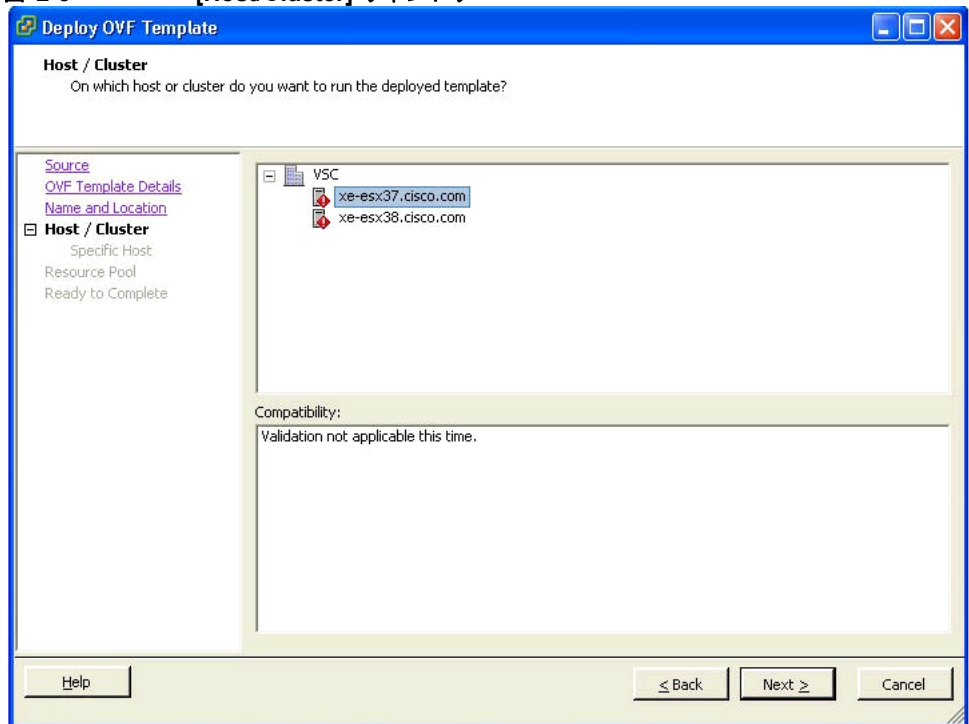 Deploy OVF Template
Host / Cluster
On which host or cluster do you want to run the deployed template?
Source
OVF Template Details
Name and Location
Host / Cluster
Specific Host
Resource Pool
Ready to Complete
VSC
xe-esx37.cisco.com
xe-esx38.cisco.com
Compatibility:
Validation not applicable this time.
Help
≤ Back
Next ≥
Cancel